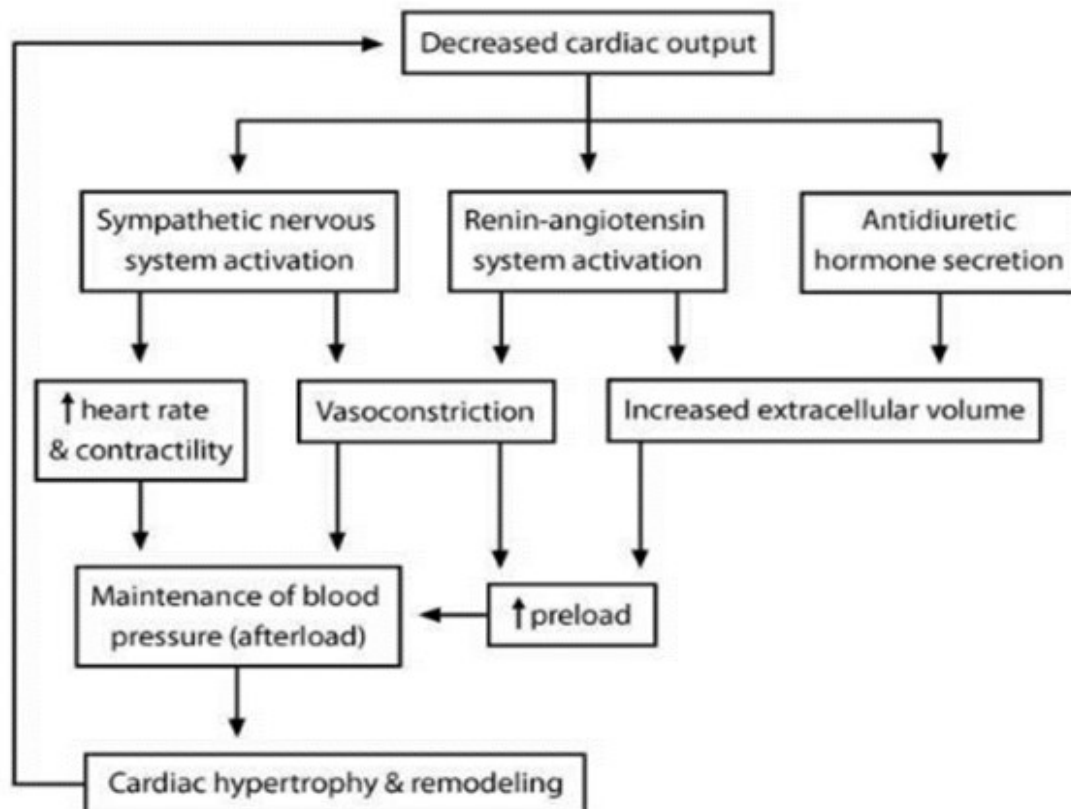 Decreased cardiac output
Sympathetic nervous
system activation
Renin-angiotensin
system activation
Antidiuretic
hormone secretion
↑ heart rate
& contractility
Vasoconstriction
Increased extracellular volume
Maintenance of blood
pressure (afterload)
↑ preload
Cardiac hypertrophy & remodeling